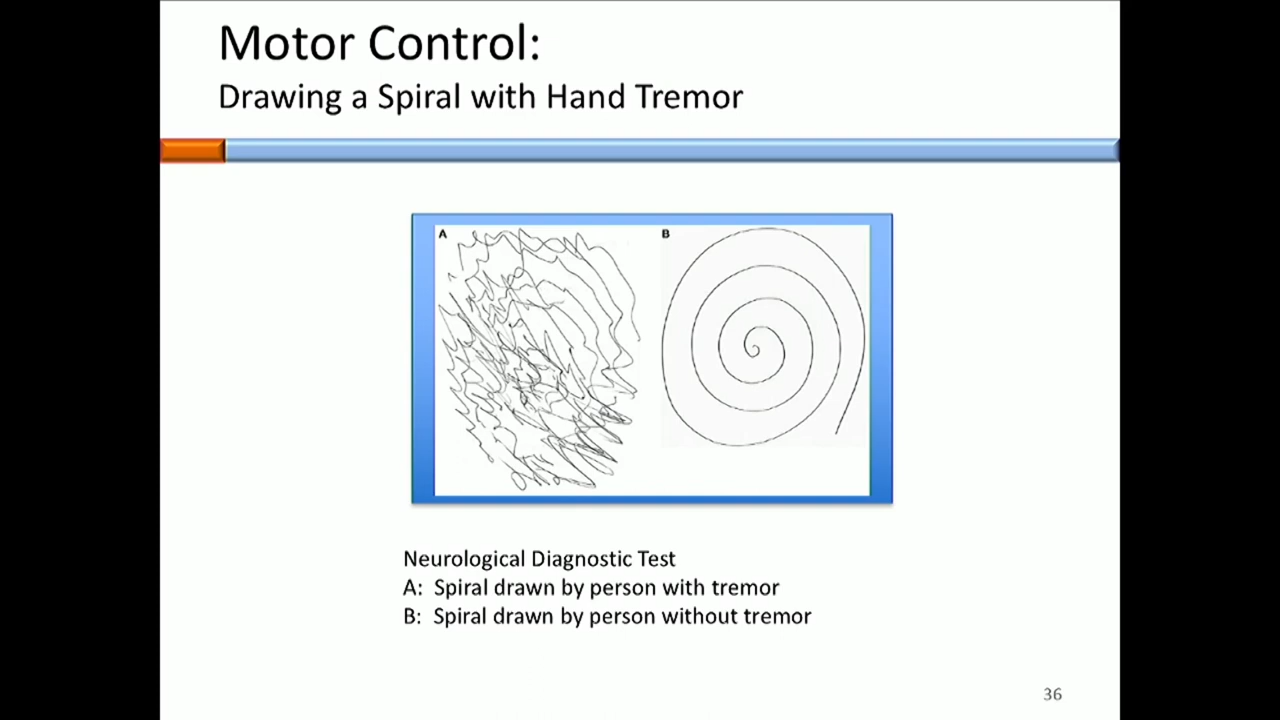 Motor Control:
Drawing a Spiral with Hand Tremor
A
B
Neurological Diagnostic Test
A: Spiral drawn by person with tremor
B: Spiral drawn by person without tremor
36